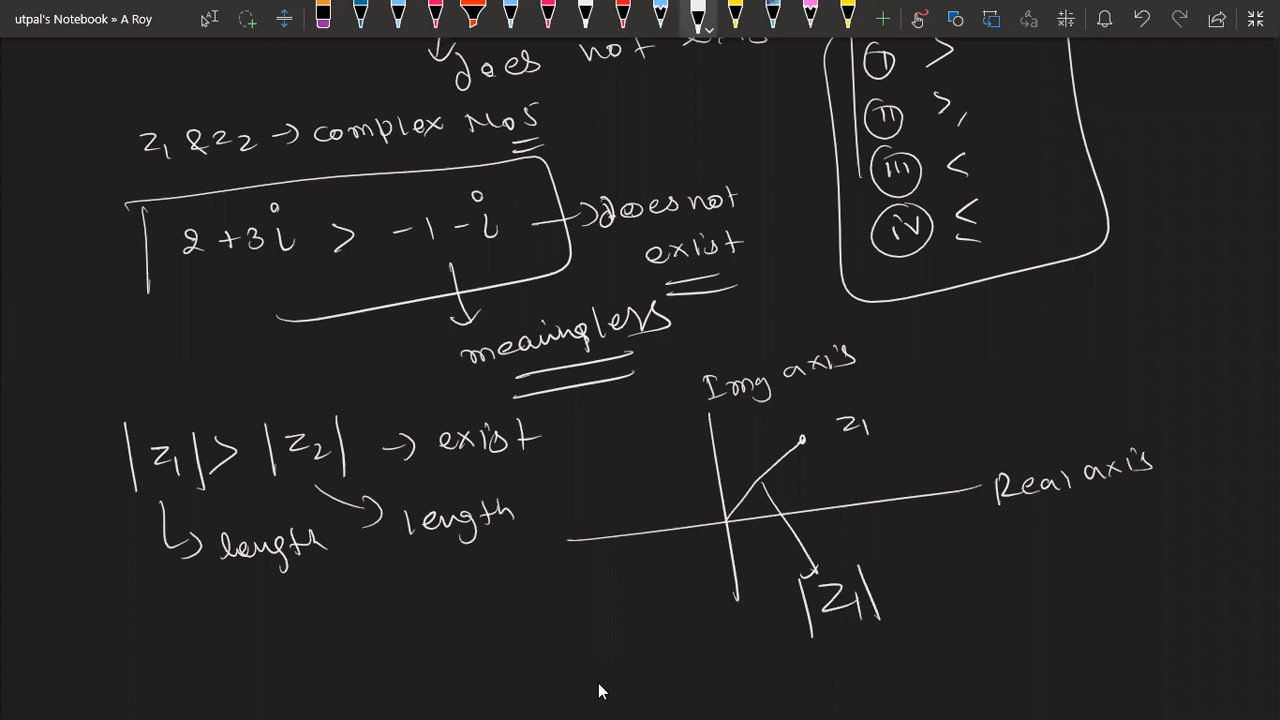 utpal's Notebook » A Roy
does not
z₁ & z₂ → complex Nos
2 + 3i > -1 - i → does not
exist
meaningless
(I) >
(II) ≥
(III) <
(iv) ≤
Img axis
z₁
Real axis
|z₁|
|z₁| > |z₂| → exist
length
length